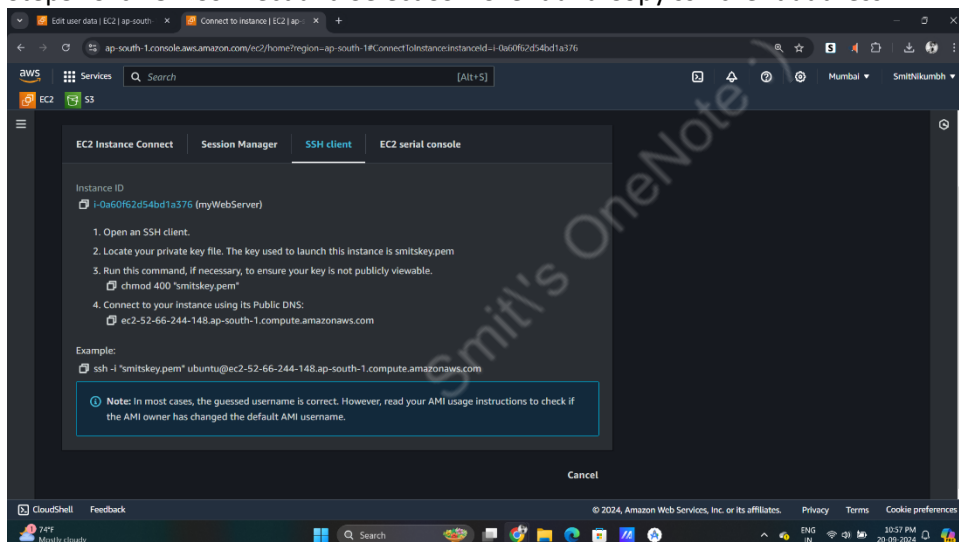 Edit user data | EC2 | ap-south- Connect to instance | EC2 | ap-s
ap-south-1.console.aws.amazon.com/ec2/home?region=ap-south-1#ConnectToInstance:instanceId=i-0a60f62d54bd1a376
aws Services Search [Alt+S] Mumbai SmitNikumbh
EC2 S3
EC2 Instance Connect Session Manager SSH client EC2 serial console
Instance ID
i-0a60f62d54bd1a376 (myWebServer)
1. Open an SSH client.
2. Locate your private key file. The key used to launch this instance is smitskey.pem
3. Run this command, if necessary, to ensure your key is not publicly viewable.
chmod 400 "smitskey.pem"
4. Connect to your instance using its Public DNS:
ec2-52-66-244-148.ap-south-1.compute.amazonaws.com
Example:
ssh -i "smitskey.pem" ubuntu@ec2-52-66-244-148.ap-south-1.compute.amazonaws.com
Note: In most cases, the guessed username is correct. However, read your AMI usage instructions to check if
the AMI owner has changed the default AMI username.
Smit\'s OneNote :)
Cancel
CloudShell Feedback © 2024, Amazon Web Services, Inc. or its affiliates. Privacy Terms Cookie preferences
1 74°F Search ENG 10:57 PM
Mostly cloudy IN 20-09-2024